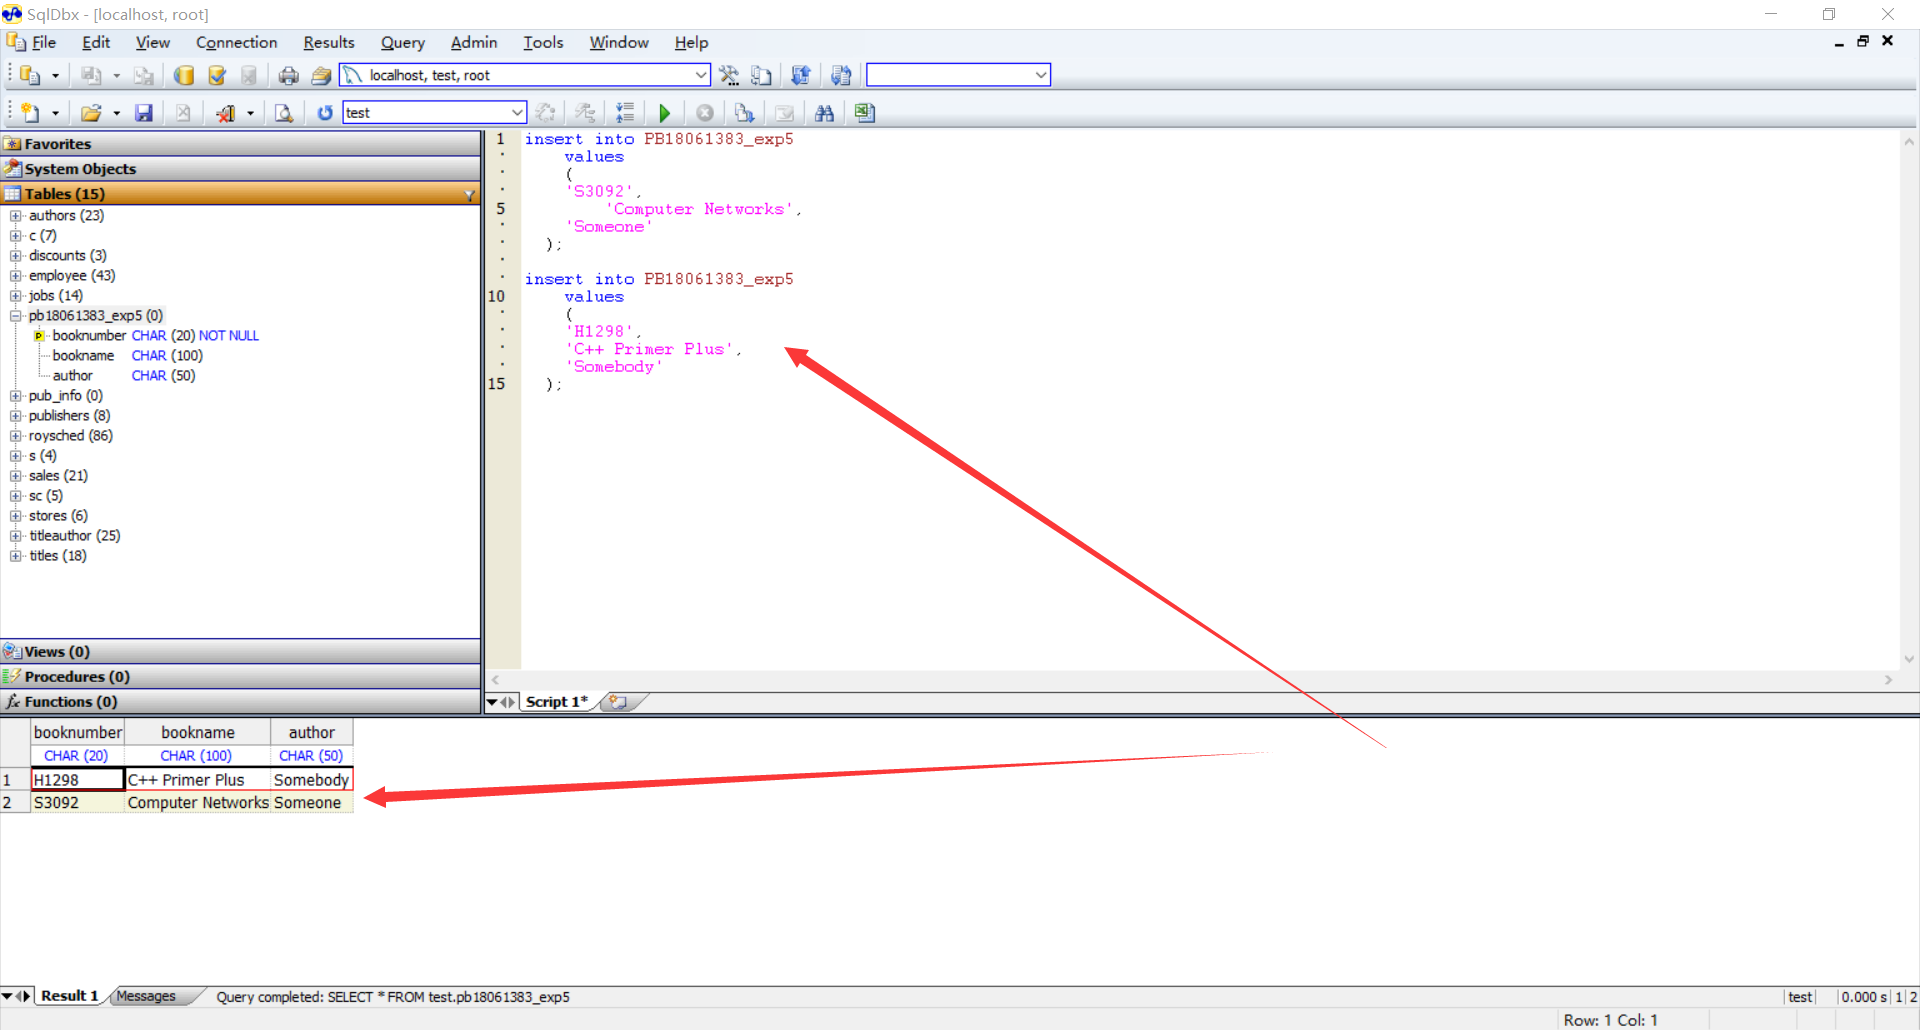 SqlDbx - [localhost, root]
File Edit View Connection Results Query Admin Tools Window Help
localhost, test, root
test
Favorites
System Objects
Tables (15)
authors (23)
c (7)
discounts (3)
employee (43)
jobs (14)
pb18061383_exp5 (0)
P booknumber CHAR (20) NOT NULL
bookname CHAR (100)
author CHAR (50)
pub_info (0)
publishers (8)
roysched (86)
s (4)
sales (21)
sc (5)
stores (6)
titleauthor (25)
titles (18)
Views (0)
Procedures (0)
fx Functions (0)
1 insert into PB18061383_exp5
values
(
'S3092',
5 'Computer Networks',
'Someone'
);
insert into PB18061383_exp5
10 values
(
'H1298',
'C++ Primer Plus',
'Somebody'
15 );
Script 1*
booknumber bookname author
CHAR (20) CHAR (100) CHAR (50)
1 H1298 C++ Primer Plus Somebody
2 S3092 Computer Networks Someone
Result 1 Messages Query completed: SELECT * FROM test.pb18061383_exp5 test 0.000 s 1 2
Row: 1 Col: 1